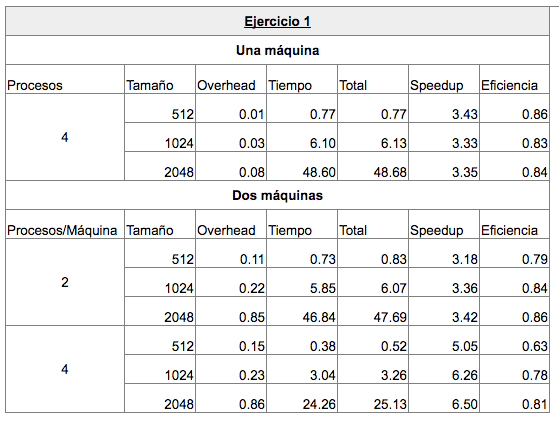 Ejercicio 1
Una máquina
Procesos Tamaño Overhead Tiempo Total Speedup Eficiencia
4 512 0.01 0.77 0.77 3.43 0.86
1024 0.03 6.10 6.13 3.33 0.83
2048 0.08 48.60 48.68 3.35 0.84
Dos máquinas
Procesos/Máquina Tamaño Overhead Tiempo Total Speedup Eficiencia
2 512 0.11 0.73 0.83 3.18 0.79
1024 0.22 5.85 6.07 3.36 0.84
2048 0.85 46.84 47.69 3.42 0.86
4 512 0.15 0.38 0.52 5.05 0.63
1024 0.23 3.04 3.26 6.26 0.78
2048 0.86 24.26 25.13 6.50 0.81